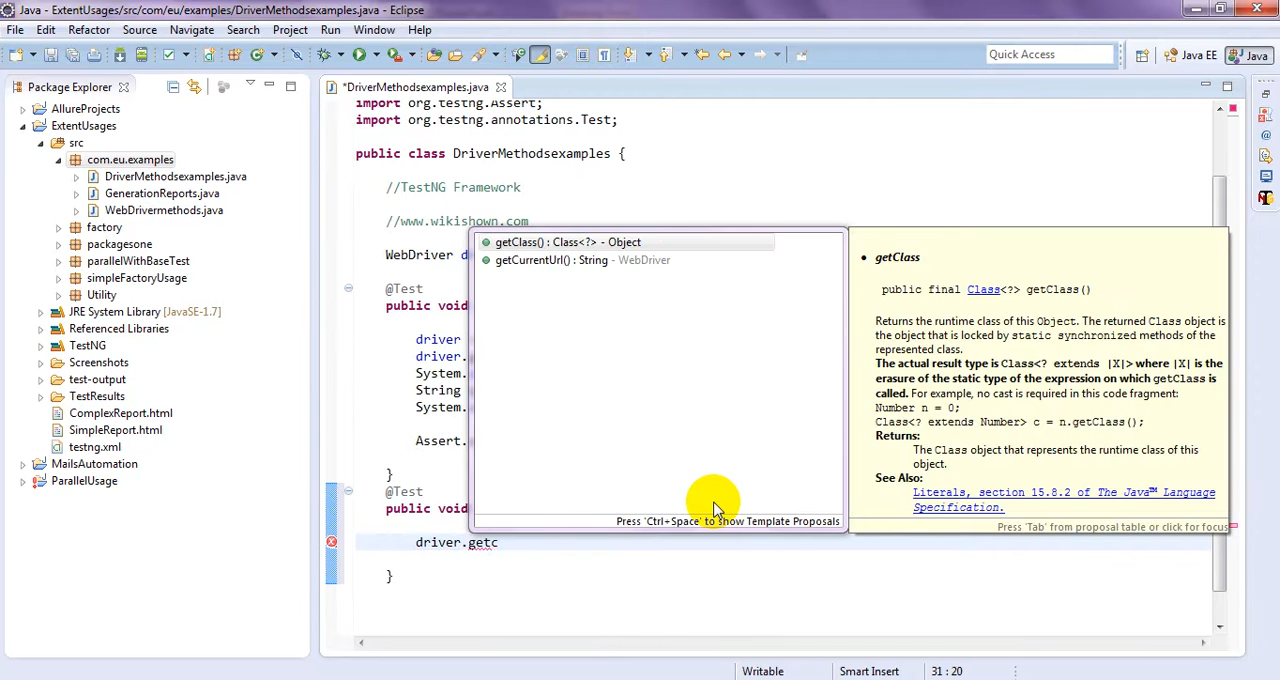 Java - ExtentUsages/src/com/eu/examples/DriverMethodsexamples.java - Eclipse
File Edit Refactor Source Navigate Search Project Run Window Help
Quick Access Java EE Java
Package Explorer
AllureProjects
ExtentUsages
src
com.eu.examples
DriverMethodsexamples.java
GenerationReports.java
WebDrivermethods.java
factory
packagesone
parallelWithBaseTest
simpleFactoryUsage
Utility
JRE System Library [JavaSE-1.7]
Referenced Libraries
TestNG
Screenshots
test-output
TestResults
ComplexReport.html
SimpleReport.html
testng.xml
MailsAutomation
ParallelUsage
*DriverMethodsexamples.java
import org.testng.Assert;
import org.testng.annotations.Test;
public class DriverMethodsexamples {
//TestNG Framework
//www.wikishown.com
WebDriver d
@Test
public void
driver
driver.
System.
String
System.
Assert.
}
@Test
public void
driver.getc
}
getClass() : Class<?> - Object
getCurrentUrl() : String - WebDriver
Press 'Ctrl+Space' to show Template Proposals
getClass
public final Class<?> getClass()
Returns the runtime class of this Object. The returned Class object is
the object that is locked by static synchronized methods of the
represented class.
The actual result type is Class<? extends |X|> where |X| is the
erasure of the static type of the expression on which getClass is
called. For example, no cast is required in this code fragment:
Number n = 0;
Class<? extends Number> c = n.getClass();
Returns:
The Class object that represents the runtime class of this
object.
See Also:
Literals, section 15.8.2 of The Java™ Language
Specification.
Press 'Tab' from proposal table or click for focus
Writable Smart Insert 31 : 20